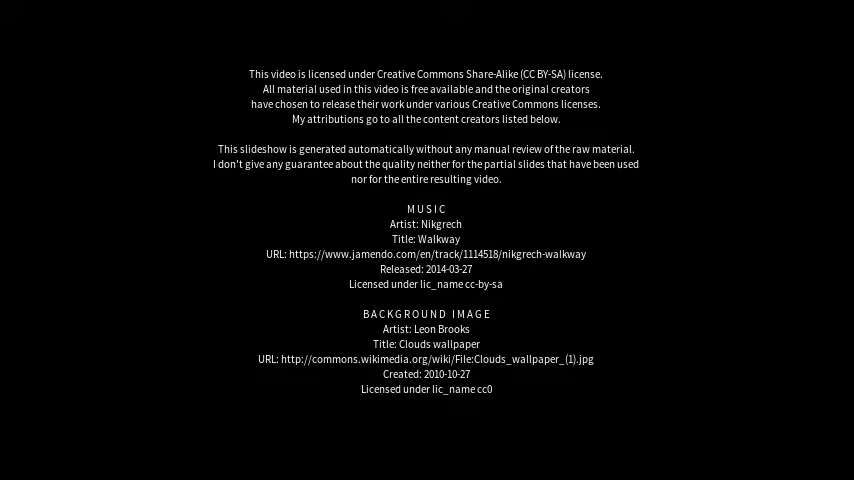 This video is licensed under Creative Commons Share-Alike (CC BY-SA) license.
All material used in this video is free available and the original creators
have chosen to release their work under various Creative Commons licenses.
My attributions go to all the content creators listed below.
This slideshow is generated automatically without any manual review of the raw material.
I don't give any guarantee about the quality neither for the partial slides that have been used
nor for the entire resulting video.
MUSIC
Artist: Nikgrech
Title: Walkway
URL: https://www.jamendo.com/en/track/1114518/nikgrech-walkway
Released: 2014-03-27
Licensed under lic_name cc-by-sa
BACKGROUND IMAGE
Artist: Leon Brooks
Title: Clouds wallpaper
URL: http://commons.wikimedia.org/wiki/File:Clouds_wallpaper_(1).jpg
Created: 2010-10-27
Licensed under lic_name cc0